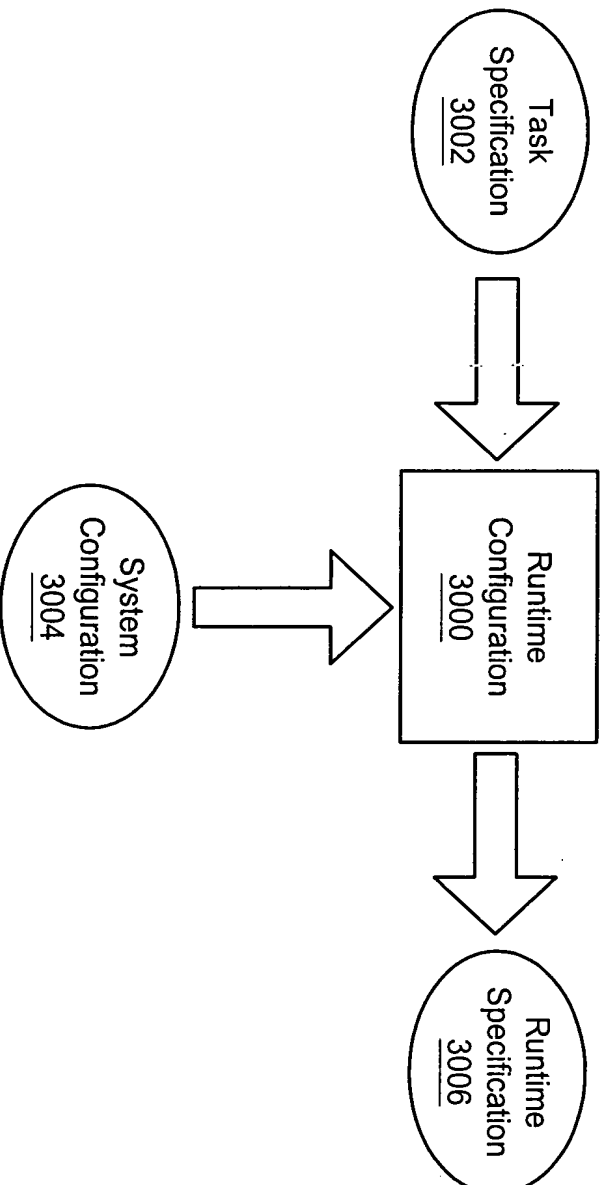 Task
Specification
3002
Runtime
Configuration
3000
System
Configuration
3004
Runtime
Specification
3006